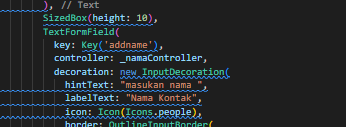 ), // Text
SizedBox(height: 10),
TextFormField(
key: Key('addname'),
controller: _namaController,
decoration: new InputDecoration(
hintText: "masukan nama ",
labelText: "Nama Kontak",
icon: Icon(Icons.people),
border: OutlineInputBorder(